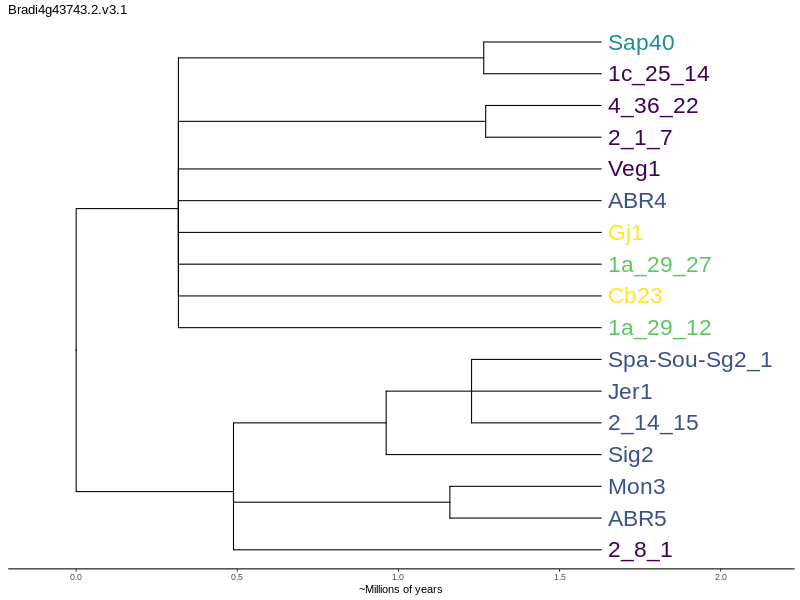 Bradi4g43743.2.v3.1
Sap40
1c_25_14
4_36_22
2_1_7
Veg1
ABR4
Gj1
1a_29_27
Cb23
1a_29_12
Spa-Sou-Sg2_1
Jer1
2_14_15
Sig2
Mon3
ABR5
2_8_1
0.0 0.5 1.0 1.5 2.0
~Millions of years